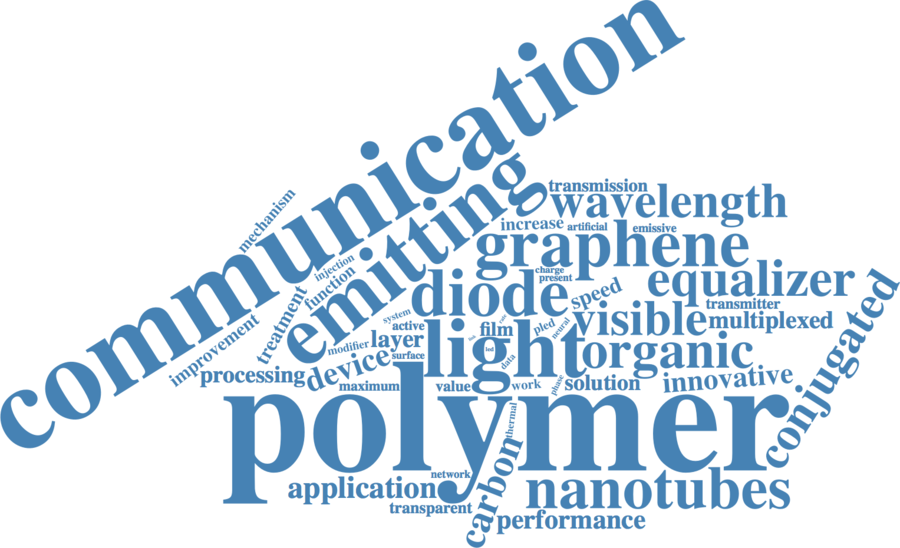 communication
emitting
transmission
wavelength
mechanism
increase
artificial
emissive
graphene
injection
function
charge
present
equalizer
diode
speed
treatment
transmitter
improvement
system
active
film
pled
neural
visible
multiplexed
modifier
layer
surface
light
led
data
organic
processing
device
maximum
value
work
phase
solution
innovative
conjugated
polymer
thermal
carbon
network
application
nanotubes
transparent
performance